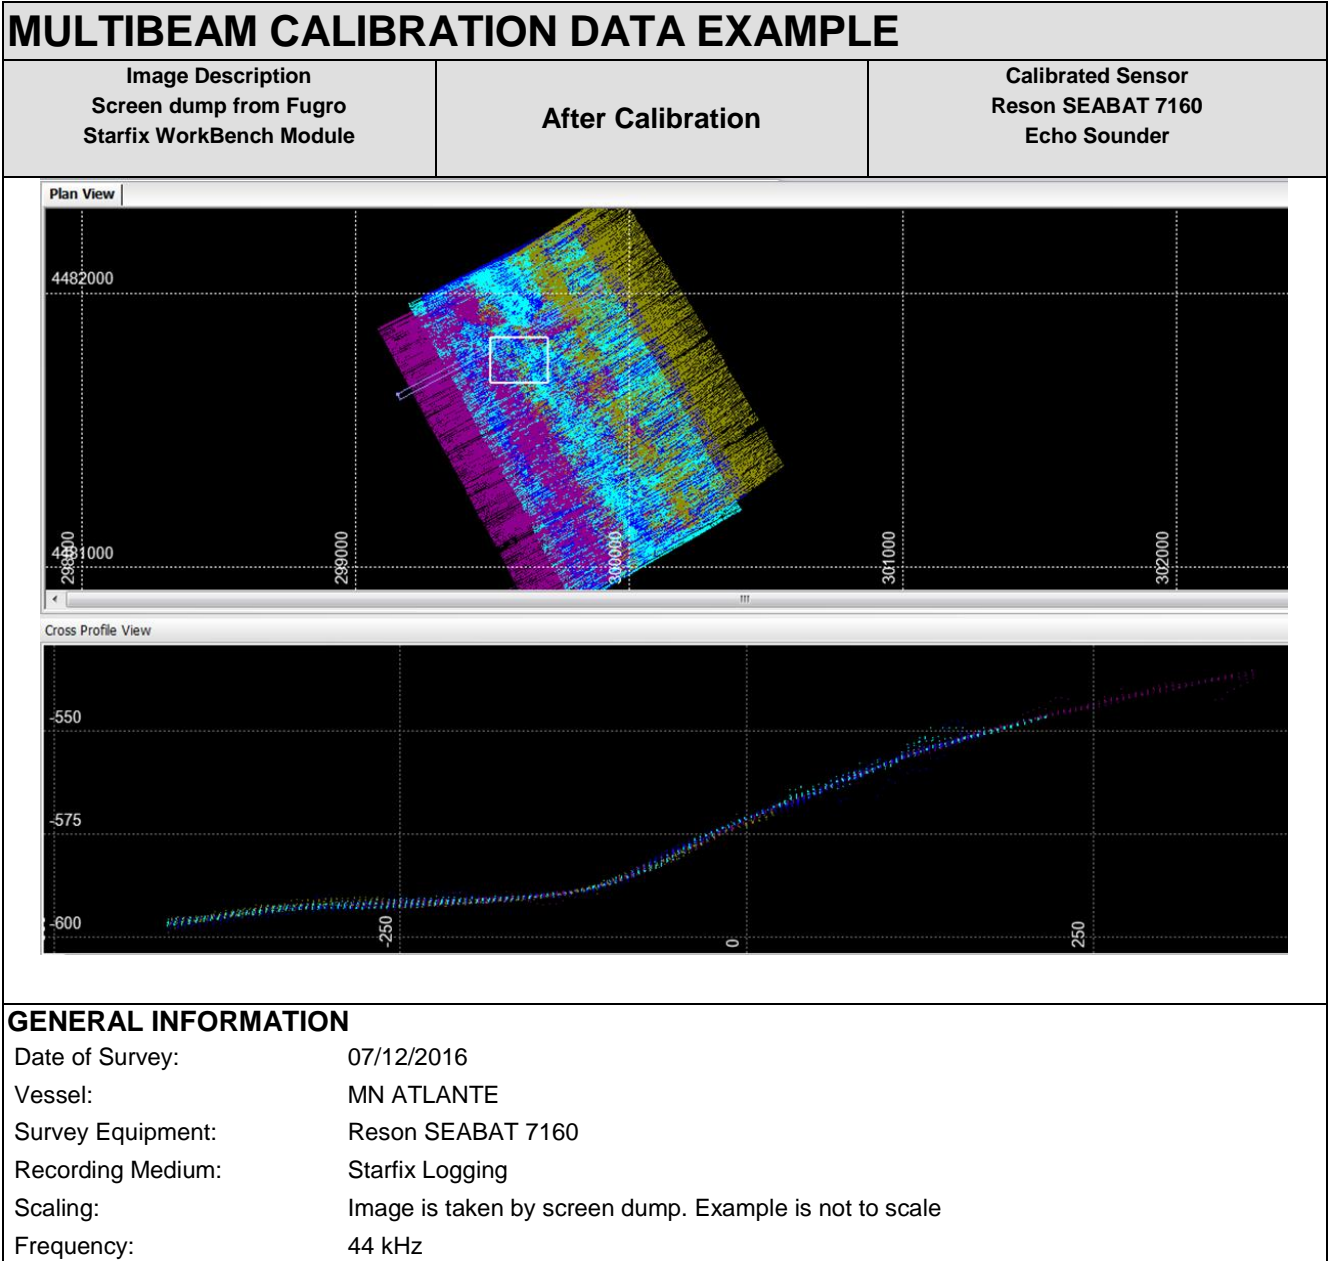 MULTIBEAM CALIBRATION DATA EXAMPLE
Image Description
Screen dump from Fugro
Starfix WorkBench Module
After Calibration
Calibrated Sensor
Reson SEABAT 7160
Echo Sounder
Plan View
4482000
4481000
298000
299000
300000
301000
302000
Cross Profile View
-550
-575
-600
-250
0
250
GENERAL INFORMATION
Date of Survey: 07/12/2016
Vessel: MN ATLANTE
Survey Equipment: Reson SEABAT 7160
Recording Medium: Starfix Logging
Scaling: Image is taken by screen dump. Example is not to scale
Frequency: 44 kHz